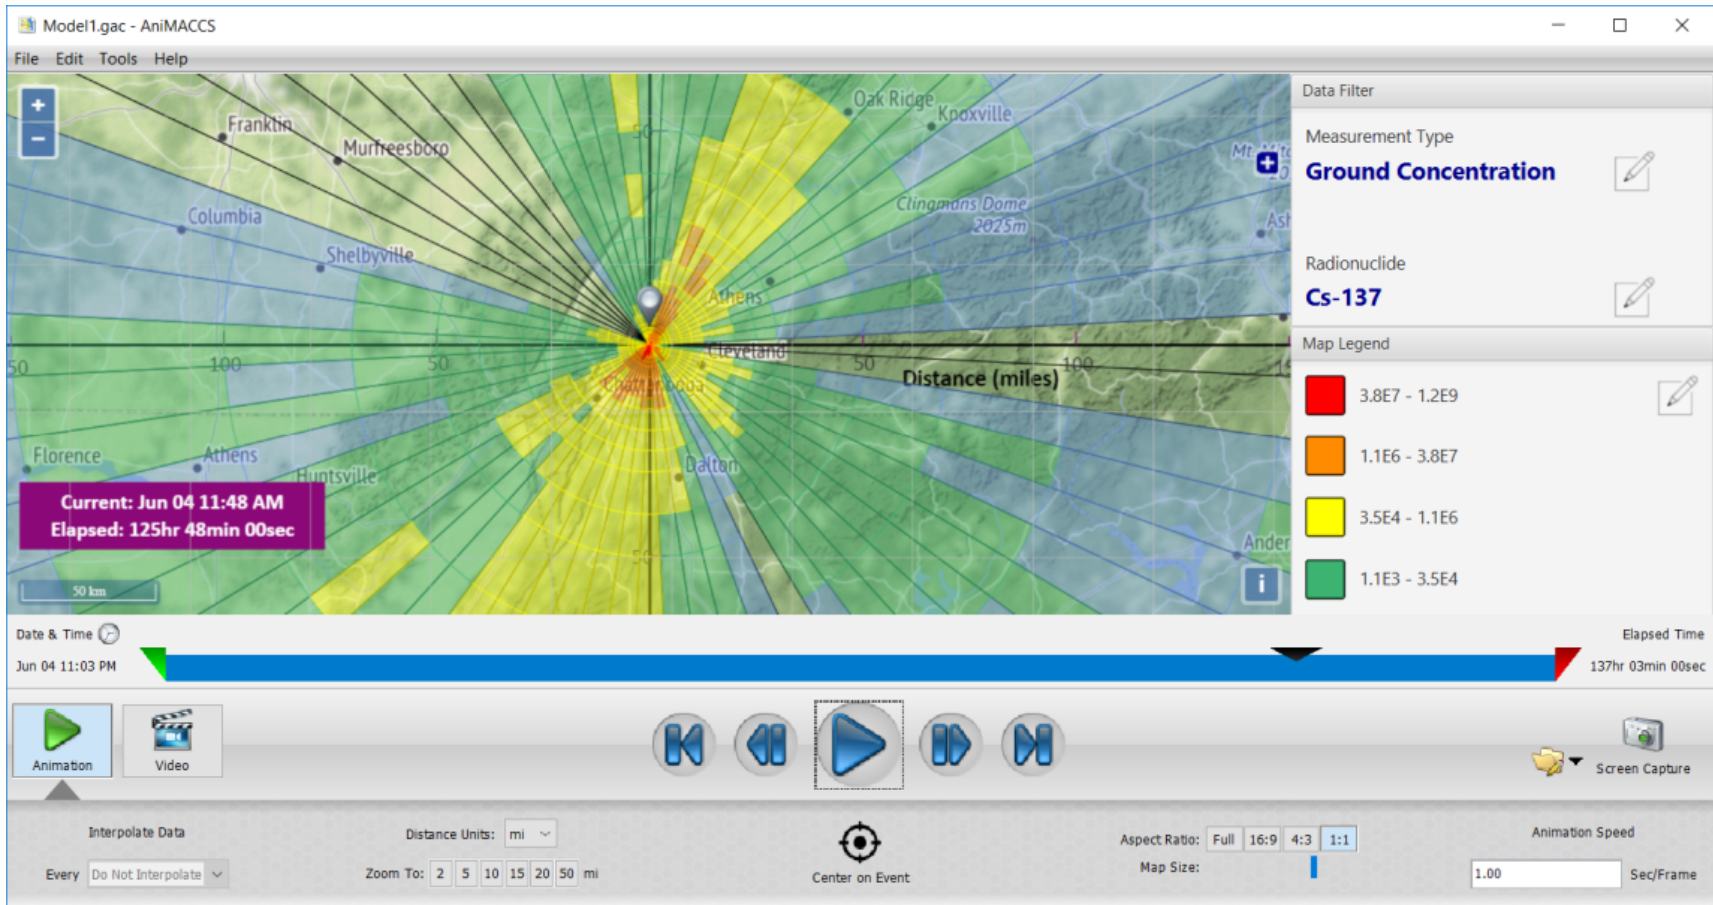 Model1.gac - AniMACCS
File Edit Tools Help
+
−
Franklin
Murfreesboro
Columbia
Shelbyville
Oak Ridge
Knoxville
Clingmans Dome
2025m
Athens
Cleveland
Chattanooga
Dalton
Florence
Athens
Huntsville
50
50
100
50
50
100
50
Distance (miles)
Current: Jun 04 11:48 AM
Elapsed: 125hr 48min 00sec
50 km
i
Data Filter
Measurement Type
Ground Concentration
Radionuclide
Cs-137
Map Legend
3.8E7 - 1.2E9
1.1E6 - 3.8E7
3.5E4 - 1.1E6
1.1E3 - 3.5E4
Date & Time
Elapsed Time
Jun 04 11:03 PM
137hr 03min 00sec
Animation
Video
Screen Capture
Interpolate Data
Every Do Not Interpolate
Distance Units: mi
Zoom To: 2 5 10 15 20 50 mi
Center on Event
Aspect Ratio: Full 16:9 4:3 1:1
Map Size:
Animation Speed
1.00 Sec/Frame